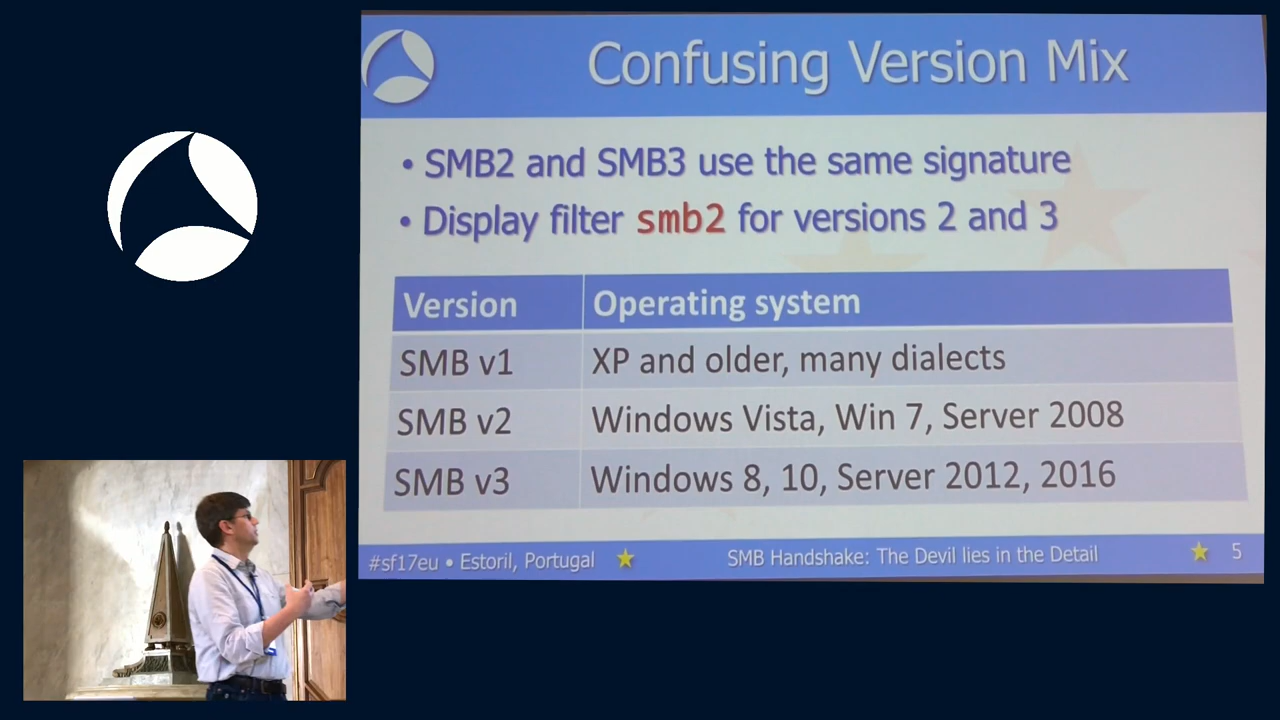 Confusing Version Mix
• SMB2 and SMB3 use the same signature
• Display filter smb2 for versions 2 and 3
Version Operating system
SMB v1 XP and older, many dialects
SMB v2 Windows Vista, Win 7, Server 2008
SMB v3 Windows 8, 10, Server 2012, 2016
#sf17eu • Estoril, Portugal SMB Handshake: The Devil lies in the Detail 5